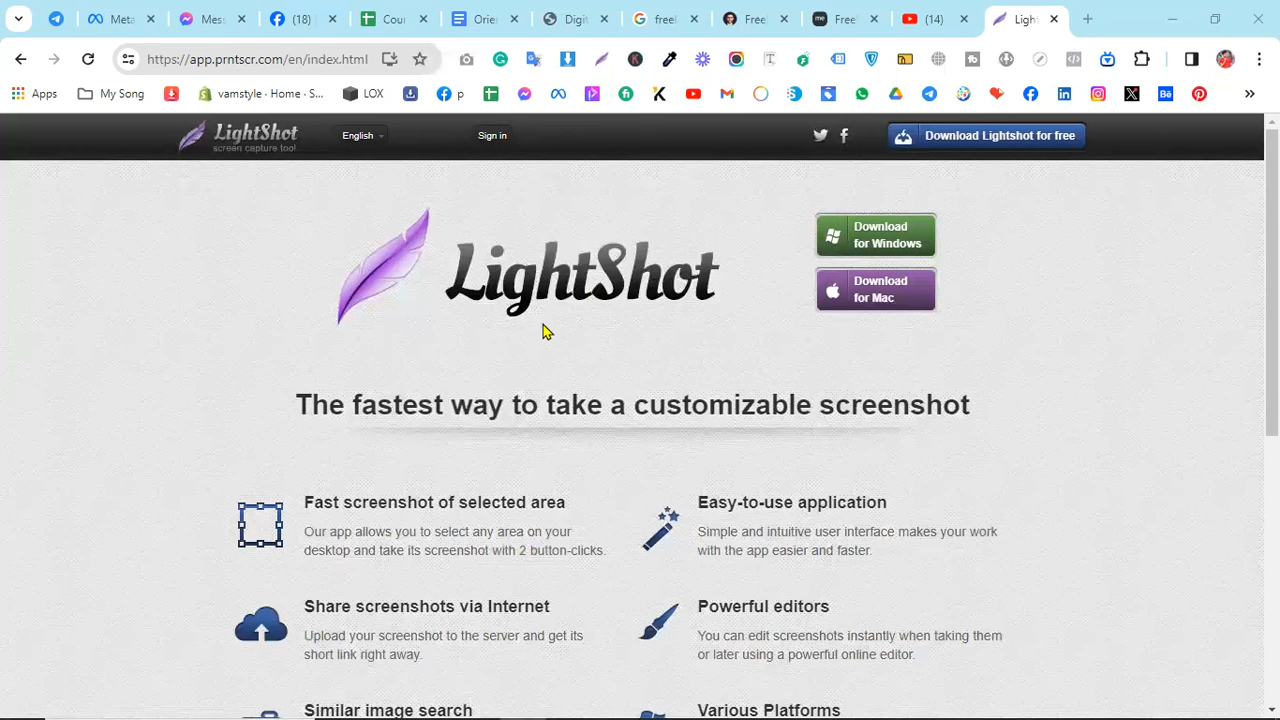 Meta
Mess
(18)
Cour
Orie
Digit
freel
Free
Freel
(14)
Light
https://app.prntscr.com/en/index.html
Apps
My Song
vamstyle · Home · S...
LOX
p
LightShot
screen capture tool
English
Sign in
Download Lightshot for free
LightShot
Download
for Windows
Download
for Mac
The fastest way to take a customizable screenshot
Fast screenshot of selected area
Our app allows you to select any area on your
desktop and take its screenshot with 2 button-clicks.
Easy-to-use application
Simple and intuitive user interface makes your work
with the app easier and faster.
Share screenshots via Internet
Upload your screenshot to the server and get its
short link right away.
Powerful editors
You can edit screenshots instantly when taking them
or later using a powerful online editor.
Similar image search
Various Platforms